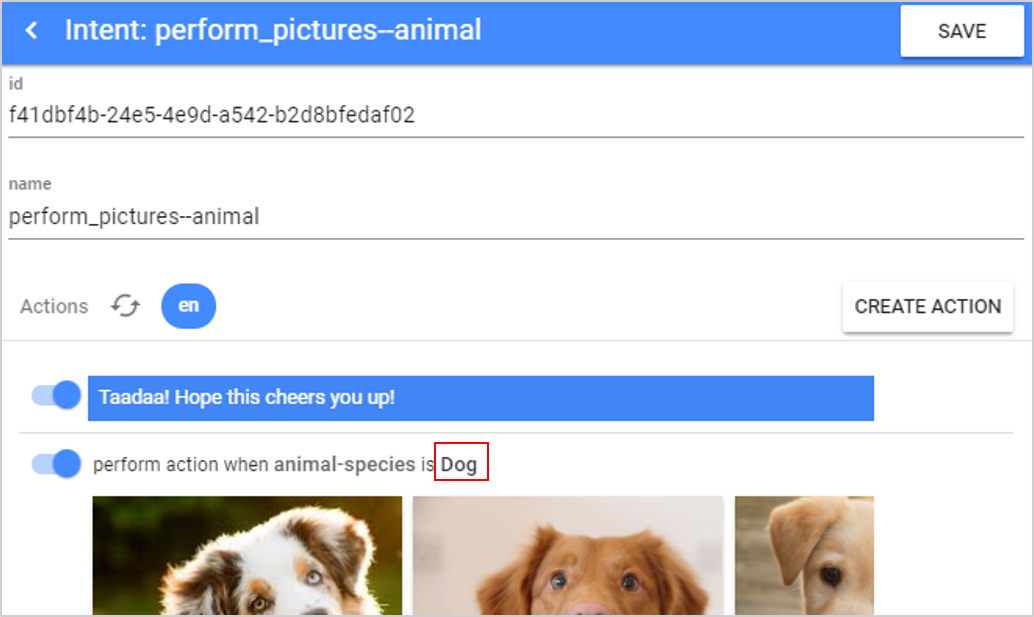 Intent: perform_pictures--animal
SAVE
id
f41dbf4b-24e5-4e9d-a542-b2d8bfedaf02
name
perform_pictures--animal
Actions en CREATE ACTION
Taadaa! Hope this cheers you up!
perform action when animal-species is Dog